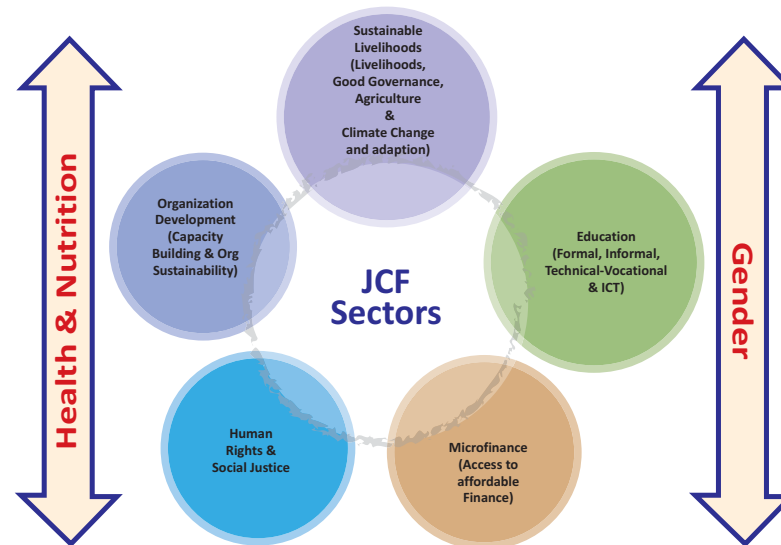 Sustainable
Livelihoods
(Livelihoods,
Good Governance,
Agriculture
&
Climate Change
and adaption)
Organization
Development
(Capacity
Building & Org
Sustainability)
Education
(Formal, Informal,
Technical-Vocational
& ICT)
JCF
Sectors
Human
Rights &
Social Justice
Microfinance
(Access to
affordable
Finance)
Health & Nutrition
Gender